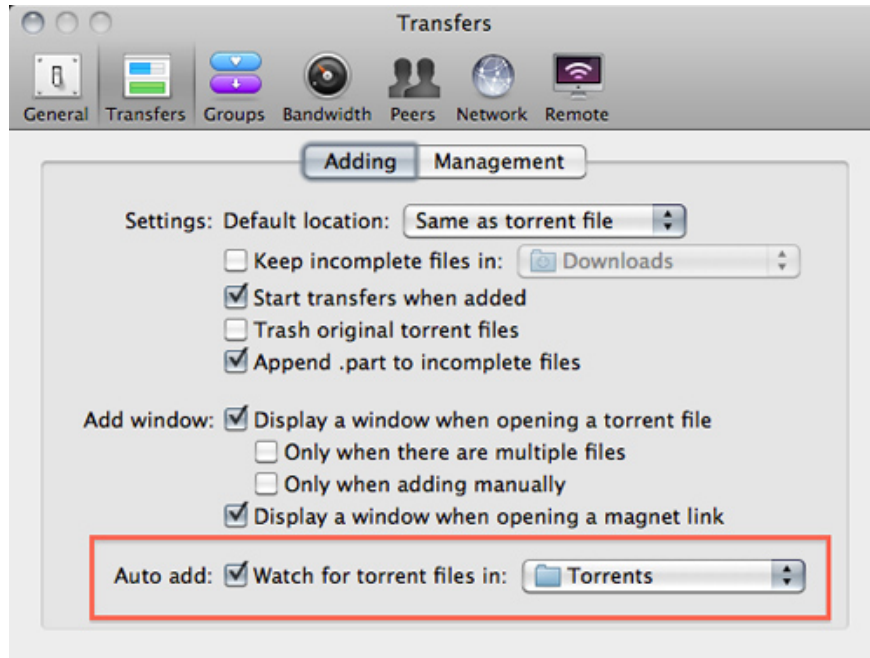 Transfers
General Transfers Groups Bandwidth Peers Network Remote
Adding Management
Settings: Default location: Same as torrent file
Keep incomplete files in: Downloads
Start transfers when added
Trash original torrent files
Append .part to incomplete files
Add window: Display a window when opening a torrent file
Only when there are multiple files
Only when adding manually
Display a window when opening a magnet link
Auto add: Watch for torrent files in: Torrents